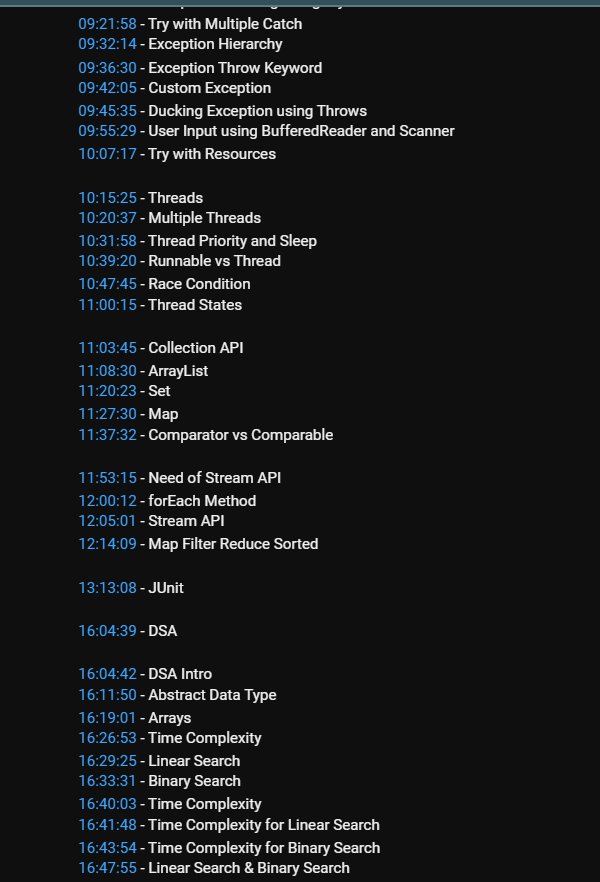 09:21:58 - Try with Multiple Catch
09:32:14 - Exception Hierarchy
09:36:30 - Exception Throw Keyword
09:42:05 - Custom Exception
09:45:35 - Ducking Exception using Throws
09:55:29 - User Input using BufferedReader and Scanner
10:07:17 - Try with Resources
10:15:25 - Threads
10:20:37 - Multiple Threads
10:31:58 - Thread Priority and Sleep
10:39:20 - Runnable vs Thread
10:47:45 - Race Condition
11:00:15 - Thread States
11:03:45 - Collection API
11:08:30 - ArrayList
11:20:23 - Set
11:27:30 - Map
11:37:32 - Comparator vs Comparable
11:53:15 - Need of Stream API
12:00:12 - forEach Method
12:05:01 - Stream API
12:14:09 - Map Filter Reduce Sorted
13:13:08 - JUnit
16:04:39 - DSA
16:04:42 - DSA Intro
16:11:50 - Abstract Data Type
16:19:01 - Arrays
16:26:53 - Time Complexity
16:29:25 - Linear Search
16:33:31 - Binary Search
16:40:03 - Time Complexity
16:41:48 - Time Complexity for Linear Search
16:43:54 - Time Complexity for Binary Search
16:47:55 - Linear Search & Binary Search